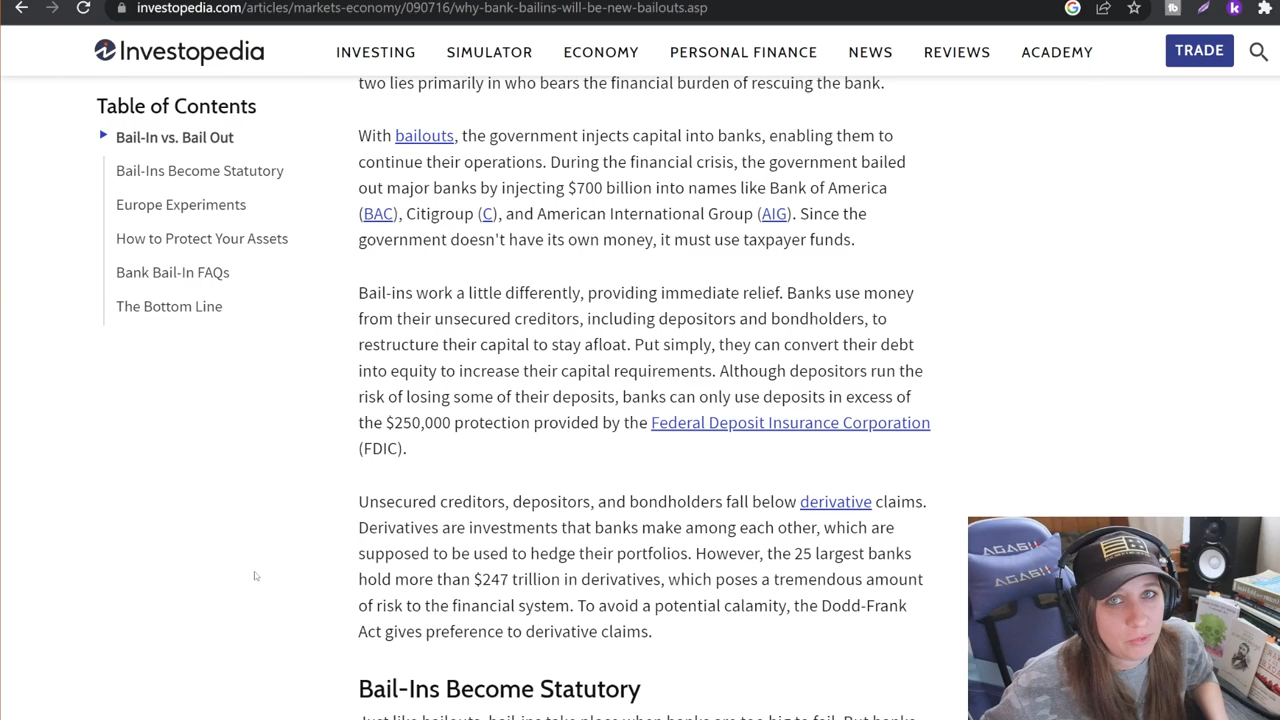 investopedia.com/articles/markets-economy/090716/why-bank-bailins-will-be-new-bailouts.asp
Investopedia
INVESTING SIMULATOR ECONOMY PERSONAL FINANCE NEWS REVIEWS ACADEMY TRADE
Table of Contents
Bail-In vs. Bail Out
Bail-Ins Become Statutory
Europe Experiments
How to Protect Your Assets
Bank Bail-In FAQs
The Bottom Line
two lies primarily in who bears the financial burden of rescuing the bank.
With bailouts, the government injects capital into banks, enabling them to
continue their operations. During the financial crisis, the government bailed
out major banks by injecting $700 billion into names like Bank of America
(BAC), Citigroup (C), and American International Group (AIG). Since the
government doesn't have its own money, it must use taxpayer funds.
Bail-ins work a little differently, providing immediate relief. Banks use money
from their unsecured creditors, including depositors and bondholders, to
restructure their capital to stay afloat. Put simply, they can convert their debt
into equity to increase their capital requirements. Although depositors run the
risk of losing some of their deposits, banks can only use deposits in excess of
the $250,000 protection provided by the Federal Deposit Insurance Corporation
(FDIC).
Unsecured creditors, depositors, and bondholders fall below derivative claims.
Derivatives are investments that banks make among each other, which are
supposed to be used to hedge their portfolios. However, the 25 largest banks
hold more than $247 trillion in derivatives, which poses a tremendous amount
of risk to the financial system. To avoid a potential calamity, the Dodd-Frank
Act gives preference to derivative claims.
Bail-Ins Become Statutory